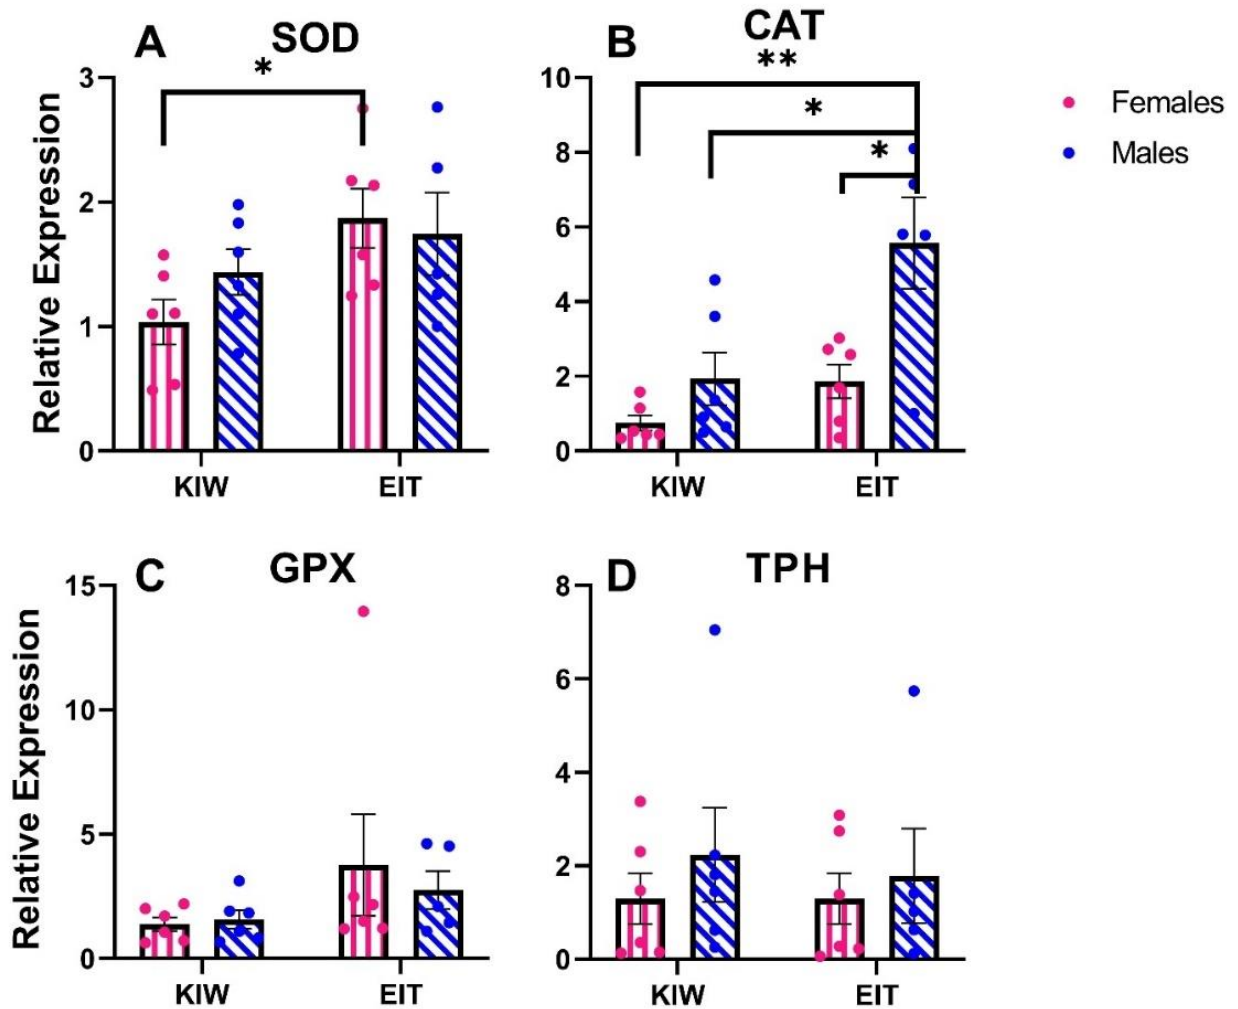 A SOD
*
Relative Expression
3
2
1
0
KIW EIT
B CAT
**
*
*
10
8
6
4
2
0
KIW EIT
Females
Males
C GPX
Relative Expression
15
10
5
0
KIW EIT
D TPH
8
6
4
2
0
KIW EIT